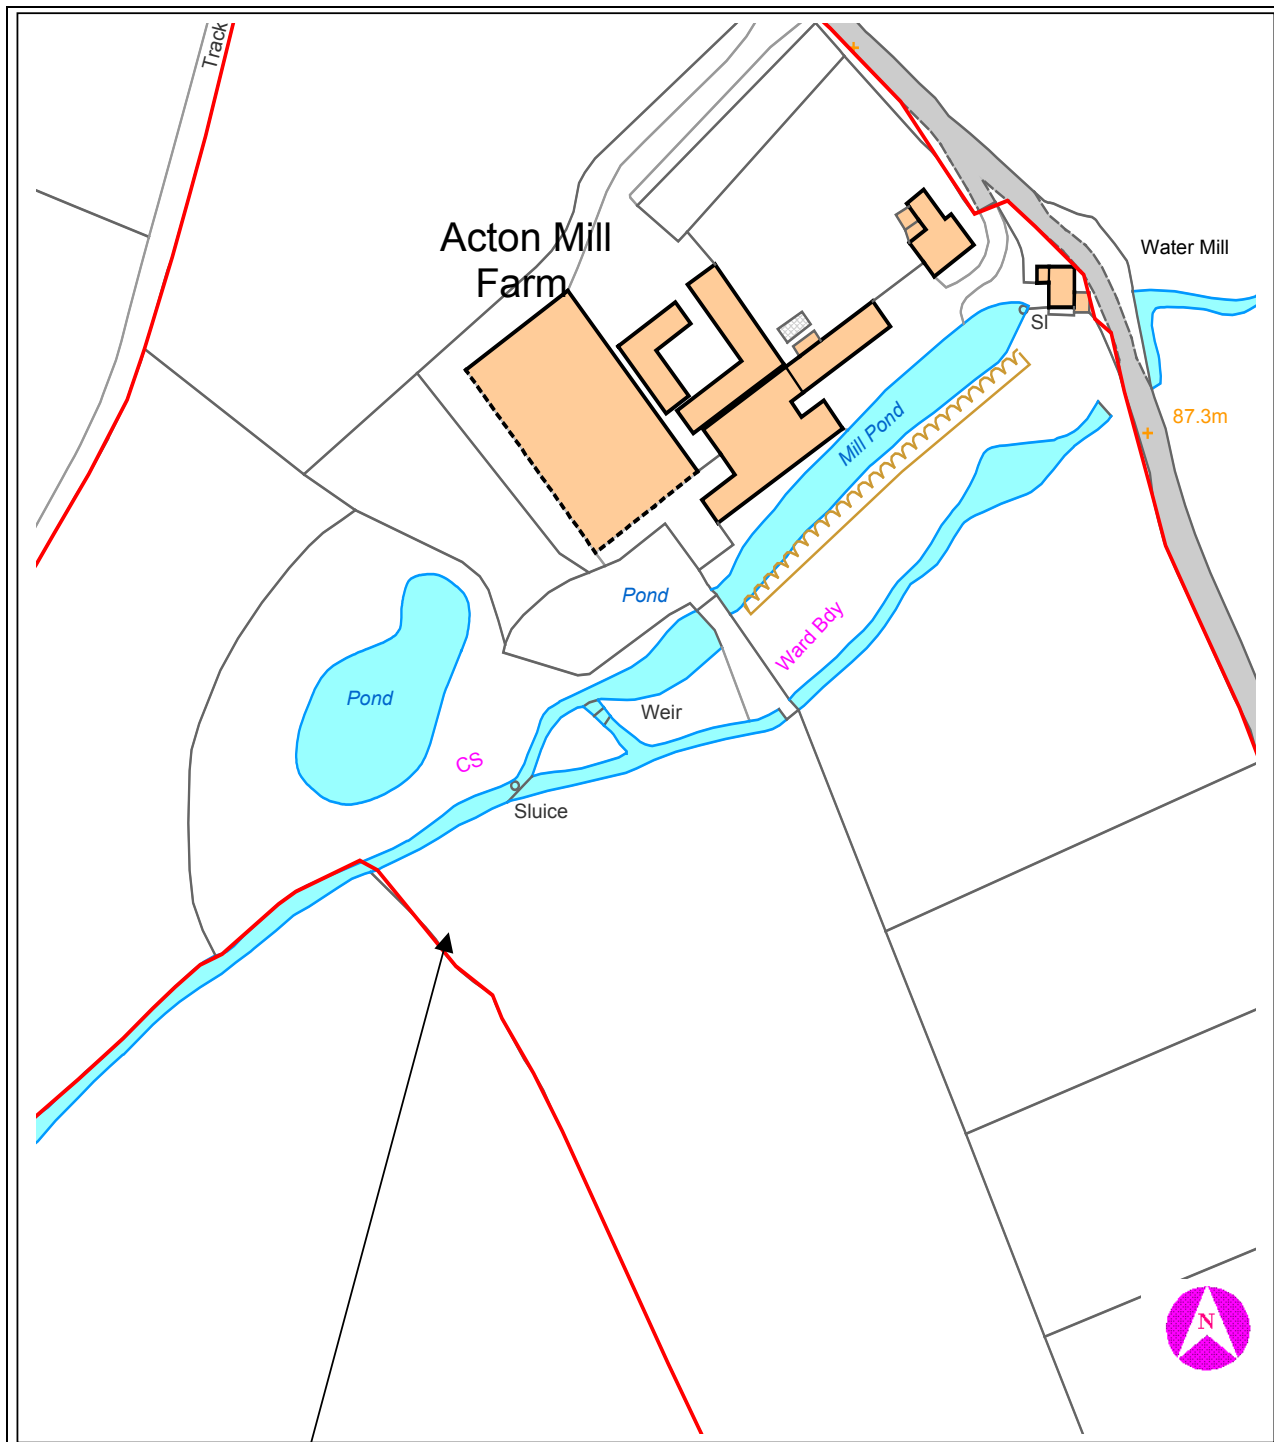 Track
Acton Mill
Farm
Water Mill
Sl
87.3m
Mill Pond
Pond
Ward Bdy
Pond
Weir
CS
Sluice
N